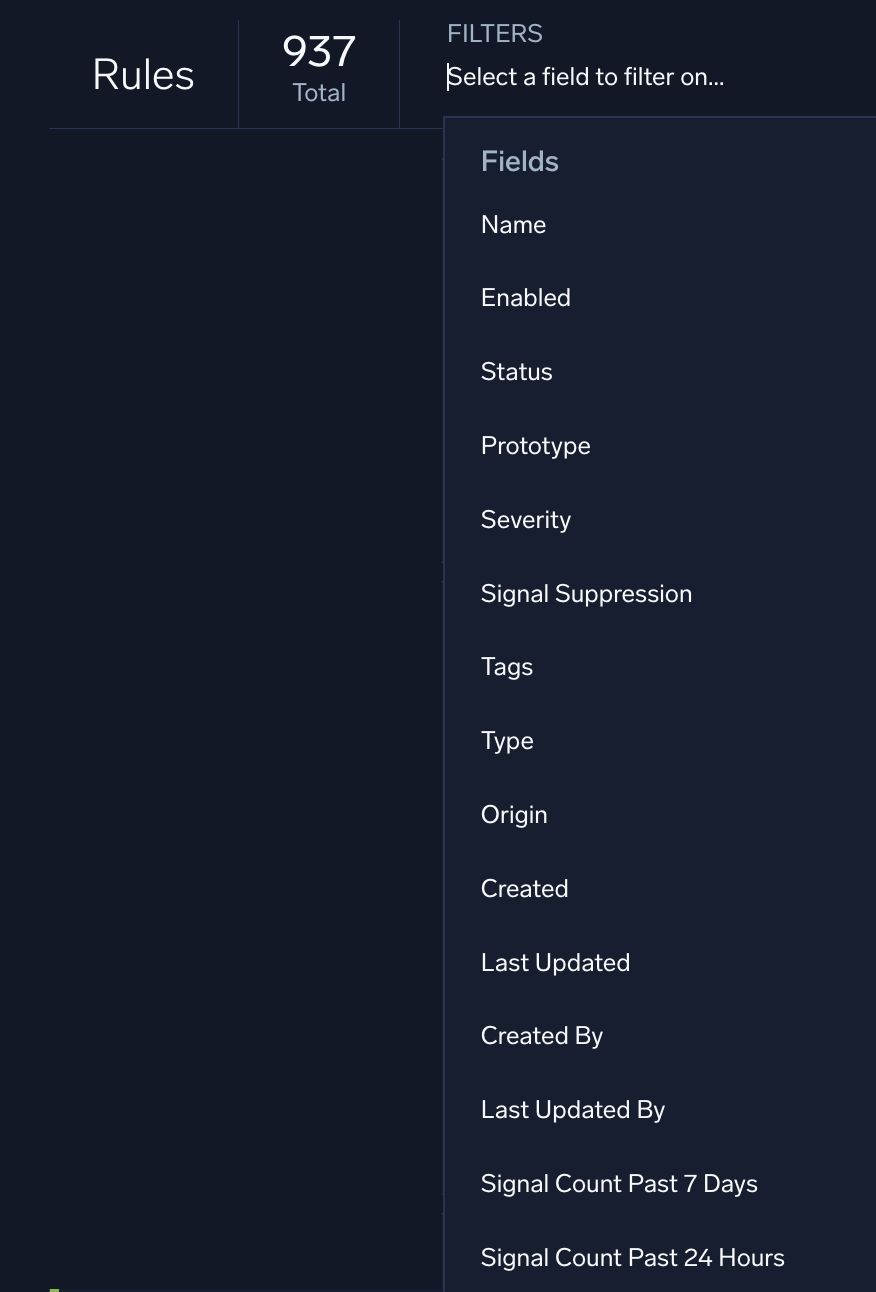 Rules
937
Total
FILTERS
Select a field to filter on...
Fields
Name
Enabled
Status
Prototype
Severity
Signal Suppression
Tags
Type
Origin
Created
Last Updated
Created By
Last Updated By
Signal Count Past 7 Days
Signal Count Past 24 Hours